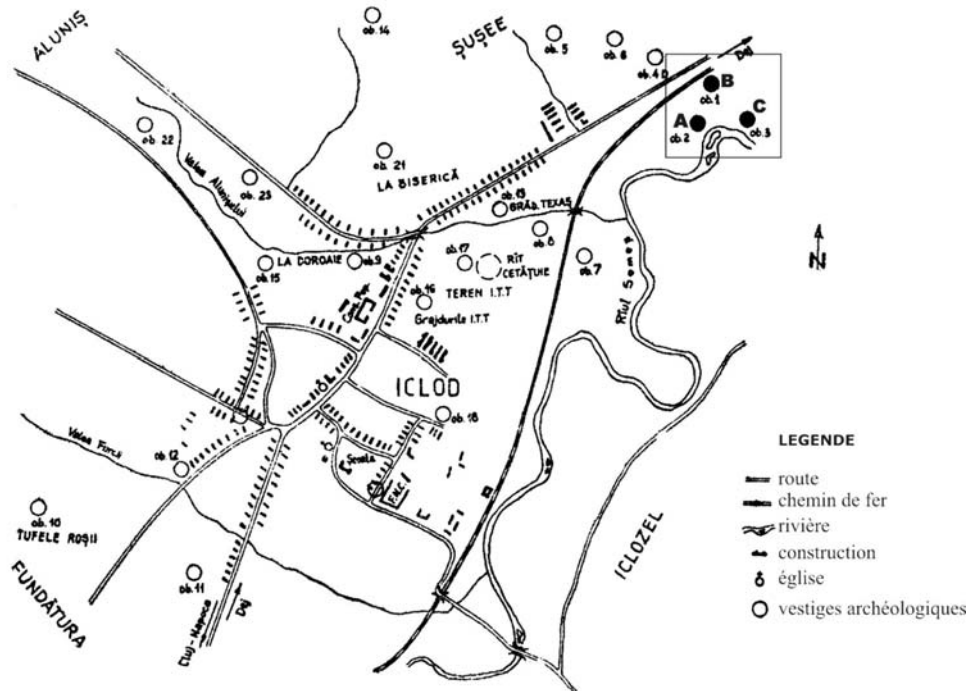 ALUNIȘ
ob.14
ȘUȘEE
ob.5
ob.6
ob.4
Dej
B
ob.1
A
ob.2
C
ob.3
ob.22
Valea Alunișului
ob.23
ob.21
LA BISERICĂ
ob.13
GRĂD. TEXAS
ob.8
ob.7
N
LA DOROAIE
ob.15
ob.9
ob.17
RÎT
CETĂȚUIE
TEREN I.T.T
Rîul Someș
ob.16
Grajdurile I.T.T
ICLOD
ob.18
Valea Furcii
ob.12
Școala
F.N.C.
ob.10
TUFELE ROȘII
FUNDĂTURA
ob.11
Cluj-Napoca
Dej
ICLOZEL
LEGENDE
route
chemin de fer
rivière
construction
église
vestiges archéologiques